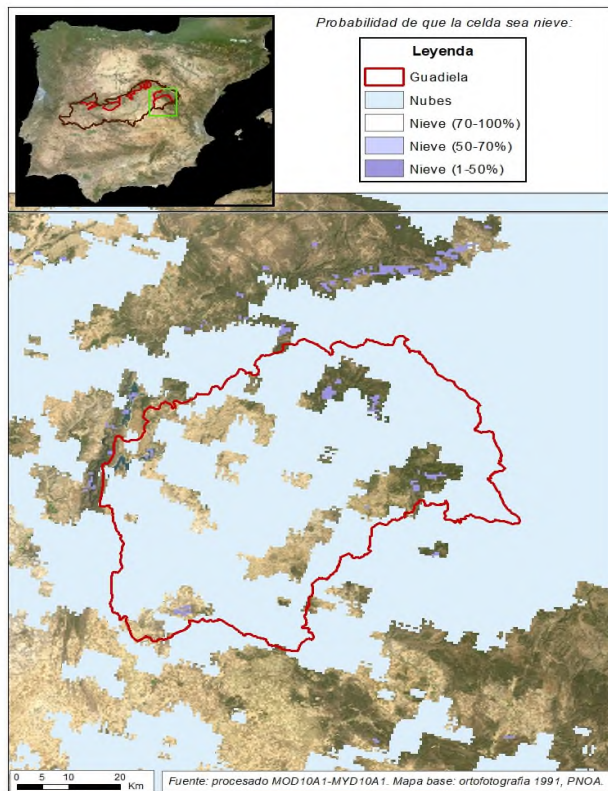 Probabilidad de que la celda sea nieve:
Leyenda
Guadiela
Nubes
Nieve (70-100%)
Nieve (50-70%)
Nieve (1-50%)
0 5 10 20
Km
Fuente: procesado MOD10A1-MYD10A1. Mapa base: ortofotografía 1991, PNOA.